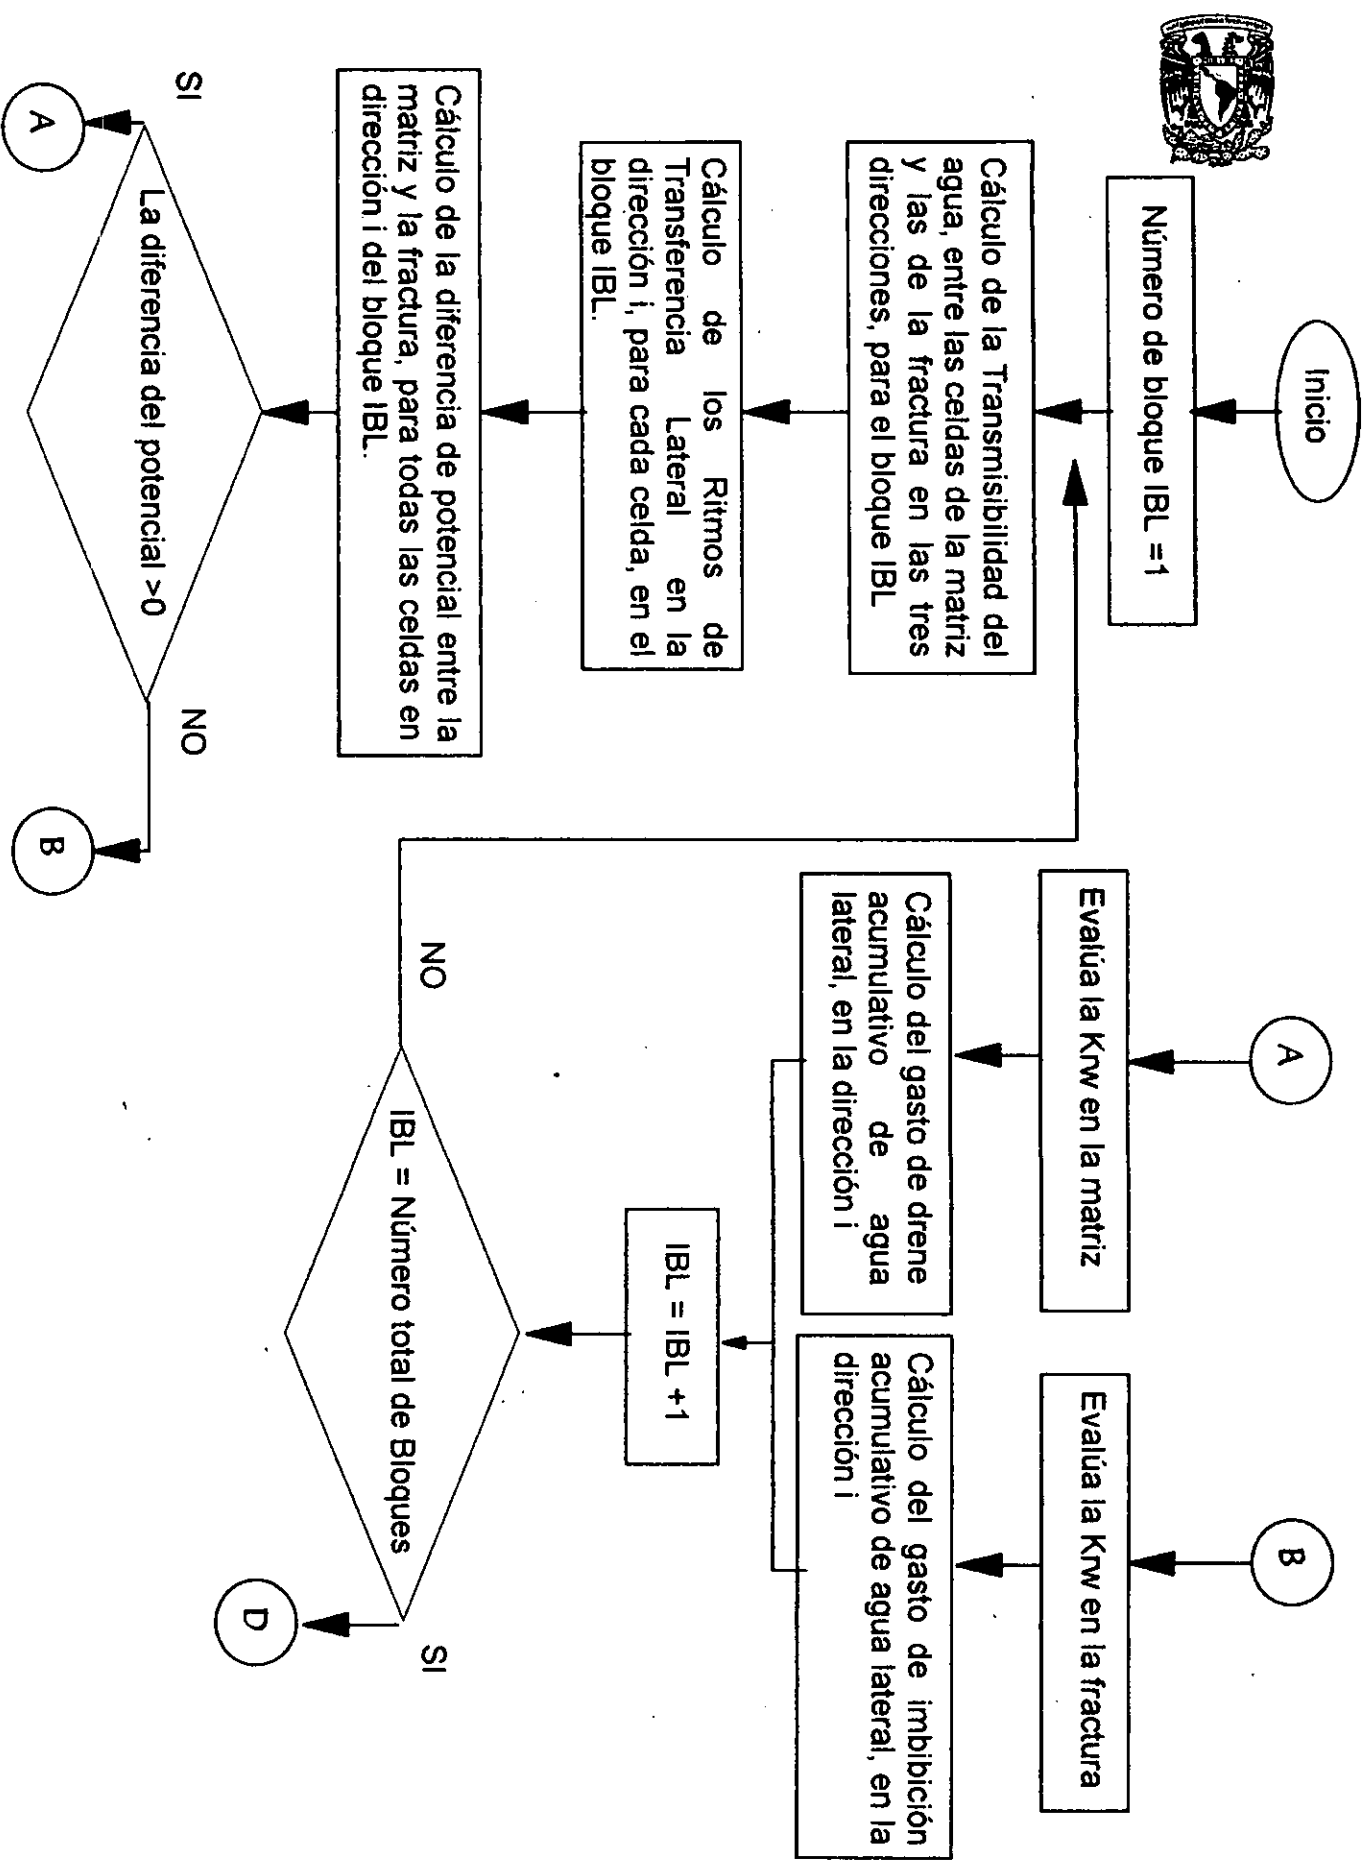 Inicio
Número de bloque IBL =1
Cálculo de la Transmisibilidad del
agua, entre las celdas de la matriz
y las de la fractura en las tres
direcciones, para el bloque IBL
Cálculo de los Ritmos de
Transferencia Lateral en la
dirección i, para cada celda, en el
bloque IBL.
Cálculo de la diferencia de potencial entre la
matriz y la fractura, para todas las celdas en
dirección i del bloque IBL.
La diferencia del potencial >0
SI
NO
A
B
A
Evalúa la Krw en la matriz
Cálculo del gasto de drene
acumulativo de agua
lateral, en la dirección i
B
Evalúa la Krw en la fractura
Cálculo del gasto de imbibición
acumulativo de agua lateral, en la
dirección i
IBL = IBL +1
IBL = Número total de Bloques
NO
SI
D